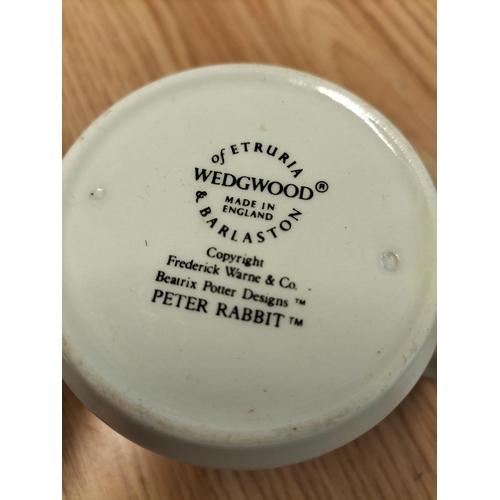 of ETRURIA
WEDGWOOD®
MADE IN
ENGLAND
& BARLASTON
Copyright
Frederick Warne & Co.
Beatrix Potter Designs ™
PETER RABBIT ™